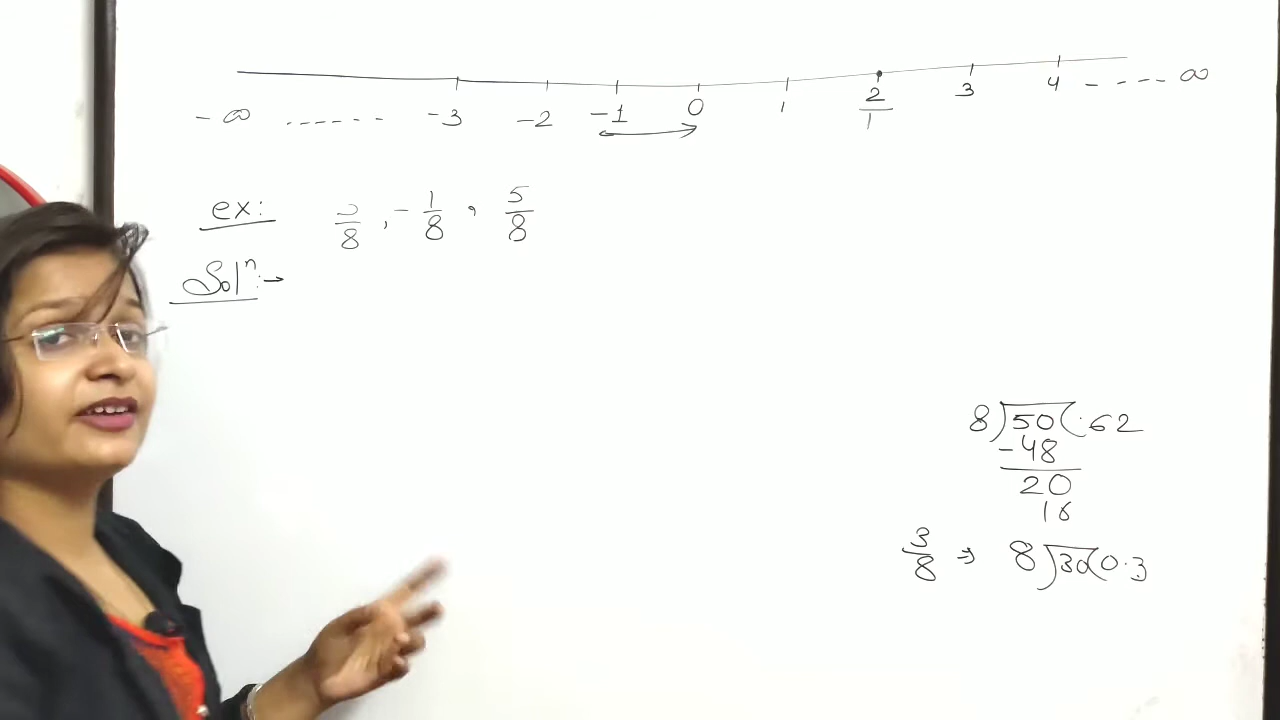 -∞ ...... -3 -2 -1 0 1 2/1 3 4 ---- ∞
ex: 3/8, -1/8, 5/8
Solⁿ:→
8)50(.62
-48
20
16
3/8 ⇒ 8)30(0.3